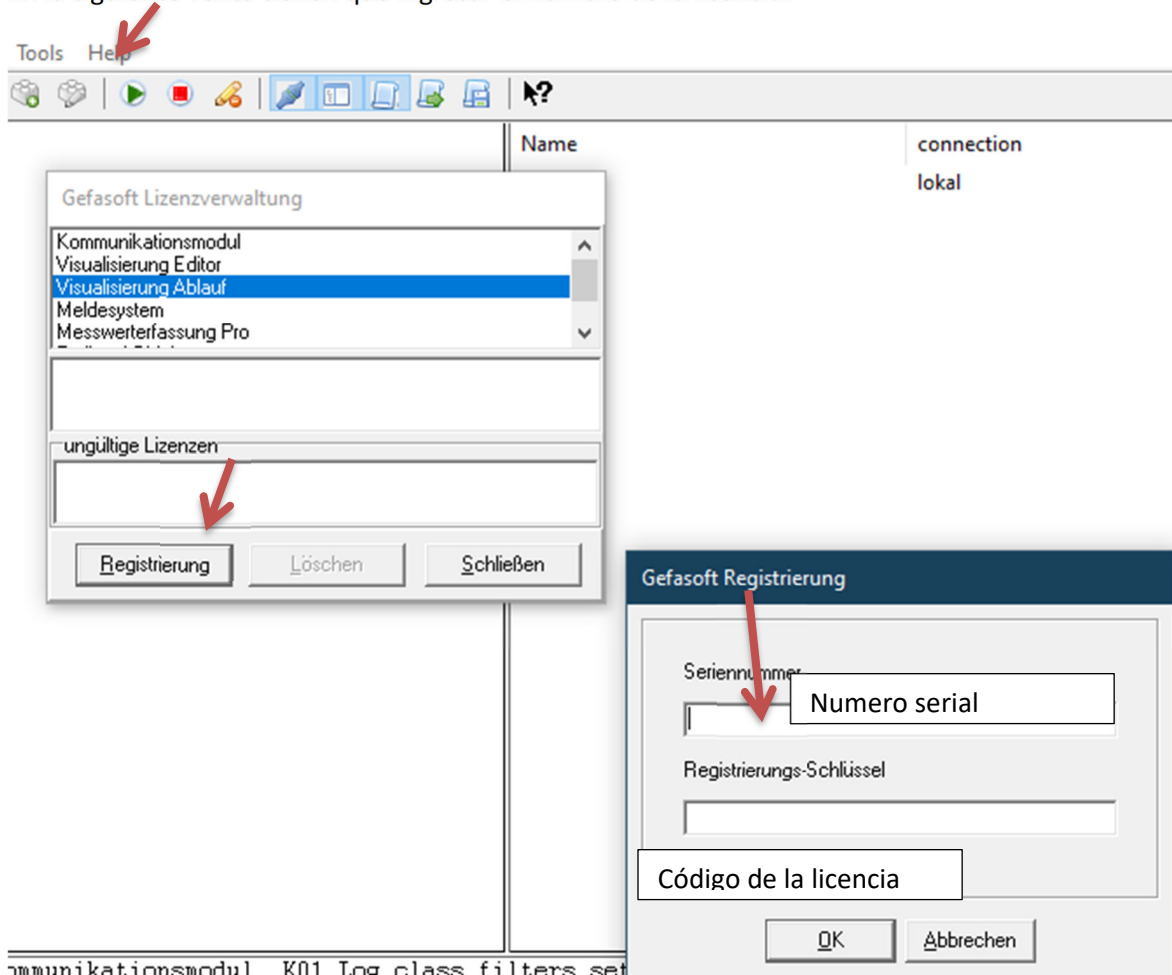 Tools Help
Name connection
lokal
Gefasoft Lizenzverwaltung
Kommunikationsmodul
Visualisierung Editor
Visualisierung Ablauf
Meldesystem
Messwerterfassung Pro
ungültige Lizenzen
Registrierung Löschen Schließen
Gefasoft Registrierung
Seriennummer
Numero serial
Registrierungs-Schlüssel
Código de la licencia
OK Abbrechen
ommunikationsmodul K01 Log class filters set